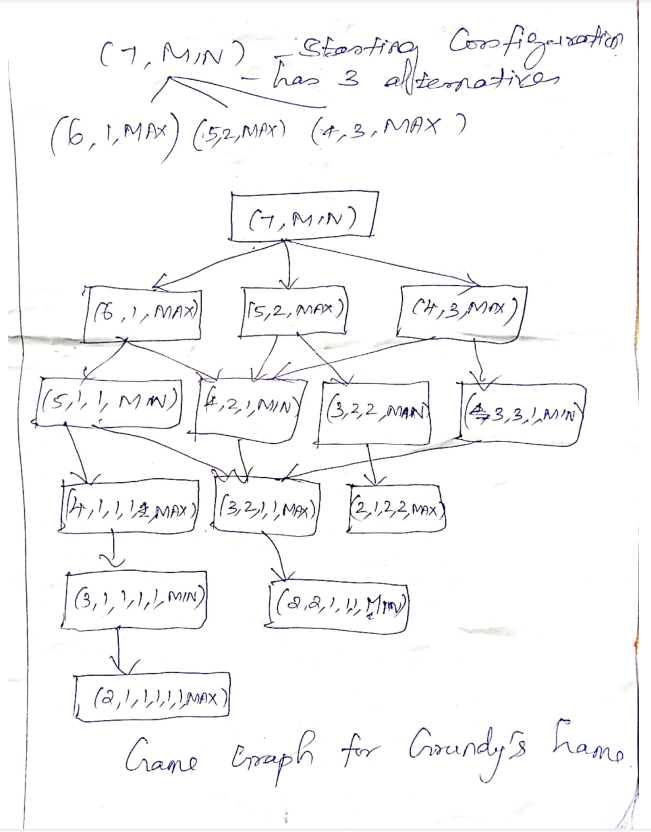 (7, MIN) - Starting Configuration
- has 3 alternatives
(6, 1, MAX) (5,2,MAX) (4, 3, MAX)
(7, MIN)
(6, 1, MAX) (5, 2, MAX) (4, 3, MAX)
(5, 1, 1, MIN) (4, 2, 1, MIN) (3, 2, 2, MIN) (3, 3, 1, MIN)
(4, 1, 1, 1, MAX) (3, 2, 1, 1, MAX) (2, 1, 2, 2, MAX)
(3, 1, 1, 1, 1, MIN) (2, 2, 1, 1, 1, MIN)
(2, 1, 1, 1, 1, 1, MAX)
Game Graph for Grundy's Game.